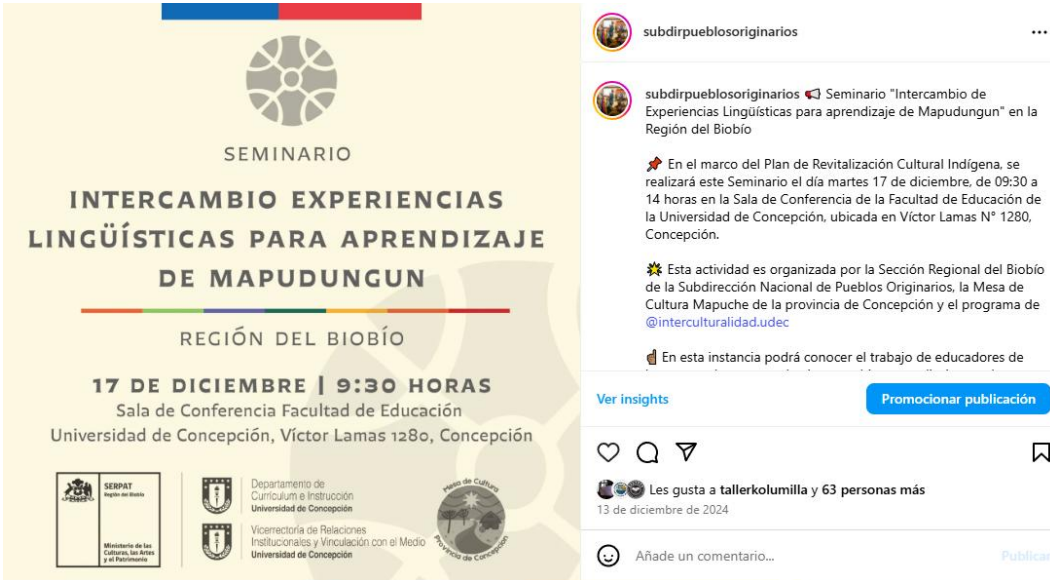 SEMINARIO
INTERCAMBIO EXPERIENCIAS
LINGÜÍSTICAS PARA APRENDIZAJE
DE MAPUDUNGUN
REGIÓN DEL BIOBÍO
17 DE DICIEMBRE | 9:30 HORAS
Sala de Conferencia Facultad de Educación
Universidad de Concepción, Víctor Lamas 1280, Concepción
SERPAT
Región del Biobío
Ministerio de las
Culturas, las Artes
y el Patrimonio
Departamento de
Curriculum e Instrucción
Universidad de Concepción
Vicerrectoría de Relaciones
Institucionales y Vinculación con el Medio
Universidad de Concepción
Mesa de Cultura
Provincia de Concepción
subdirpueblosoriginarios
subdirpueblosoriginarios 📢 Seminario "Intercambio de
Experiencias Lingüísticas para aprendizaje de Mapudungun" en la
Región del Biobío
📌 En el marco del Plan de Revitalización Cultural Indígena, se
realizará este Seminario el día martes 17 de diciembre, de 09:30 a
14 horas en la Sala de Conferencia de la Facultad de Educación de
la Universidad de Concepción, ubicada en Víctor Lamas N° 1280,
Concepción.
Esta actividad es organizada por la Sección Regional del Biobío
de la Subdirección Nacional de Pueblos Originarios, la Mesa de
Cultura Mapuche de la provincia de Concepción y el programa de
@interculturalidad.udec
☝🏽 En esta instancia podrá conocer el trabajo de educadores de
Ver insights
Promocionar publicación
Les gusta a tallerkolumilla y 63 personas más
13 de diciembre de 2024
Añade un comentario...
Publicar